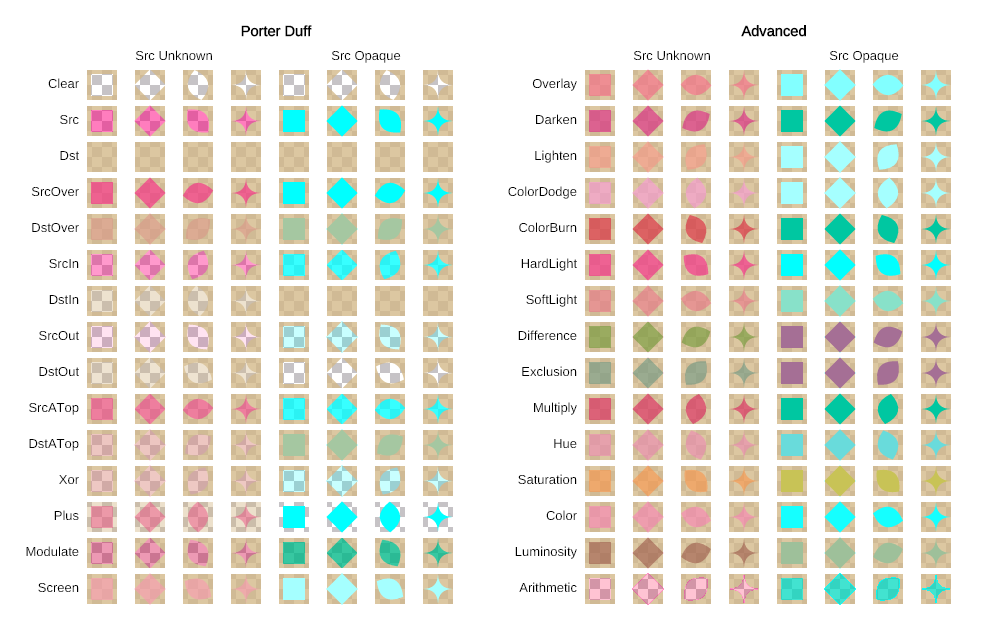 Porter Duff
Src Unknown Src Opaque
Clear
Src
Dst
SrcOver
DstOver
SrcIn
DstIn
SrcOut
DstOut
SrcATop
DstATop
Xor
Plus
Modulate
Screen
Advanced
Src Unknown Src Opaque
Overlay
Darken
Lighten
ColorDodge
ColorBurn
HardLight
SoftLight
Difference
Exclusion
Multiply
Hue
Saturation
Color
Luminosity
Arithmetic